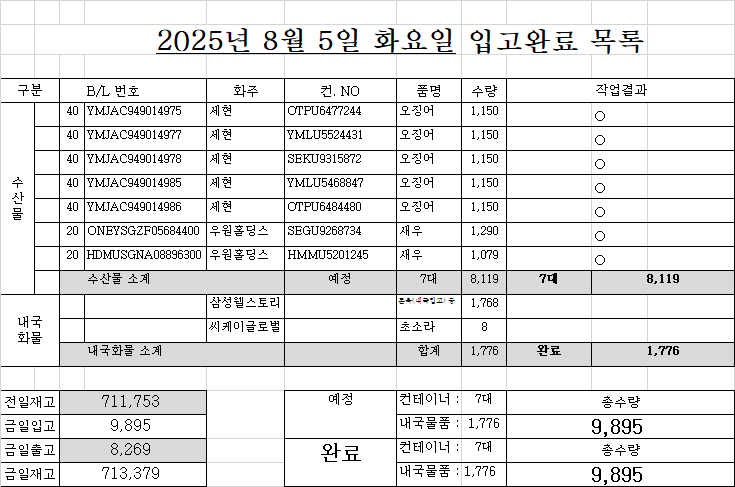 2025년 8월 5일 화요일 입고완료 목록
구분 B/L 번호 화주 컨. NO 품명 수량 작업결과
수산물
40 YMJAC949014975 세현 OTPU6477244 오징어 1,150 ○
40 YMJAC949014977 세현 YMLU5524431 오징어 1,150 ○
40 YMJAC949014978 세현 SEKU9315872 오징어 1,150 ○
40 YMJAC949014985 세현 YMLU5468847 오징어 1,150 ○
40 YMJAC949014986 세현 OTPU6484480 오징어 1,150 ○
20 ONEYSGZF05684400 우원홀딩스 SEGU9268734 새우 1,290 ○
20 HDMUSGNA08896300 우원홀딩스 HMMU5201245 새우 1,079 ○
수산물 소계 예정 7대 8,119 7대 8,119
내국
화물
삼성웰스토리 1,768
씨케이글로벌 초소라 8
내국화물 소계 합계 1,776 완료 1,776
전일재고 711,753 예정 컨테이너 : 7대 총수량
금일입고 9,895 내국물품 : 1,776 9,895
금일출고 8,269 완료 컨테이너 : 7대 총수량
금일재고 713,379 내국물품 : 1,776 9,895